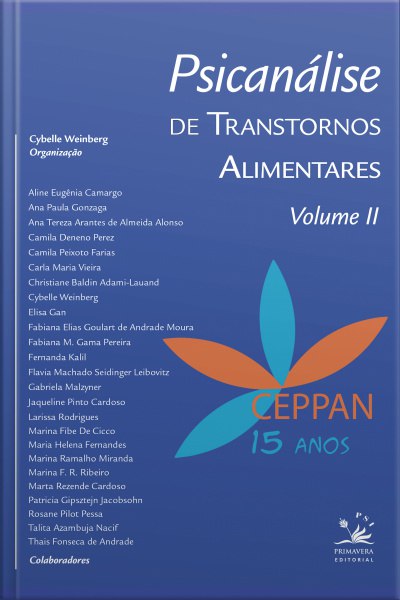 Psicanálise
DE TRANSTORNOS
ALIMENTARES
Volume II
Cybelle Weinberg
Organização
Aline Eugênia Camargo
Ana Paula Gonzaga
Ana Tereza Arantes de Almeida Alonso
Camila Deneno Perez
Camila Peixoto Farias
Carla Maria Vieira
Christiane Baldin Adami-Lauand
Cybelle Weinberg
Elisa Gan
Fabiana Elias Goulart de Andrade Moura
Fabiana M. Gama Pereira
Fernanda Kalil
Flavia Machado Seidinger Leibovitz
Gabriela Malzyner
Jaqueline Pinto Cardoso
Larissa Rodrigues
Marina Fibe De Cicco
Maria Helena Fernandes
Marina Ramalho Miranda
Marina F. R. Ribeiro
Marta Rezende Cardoso
Patricia Gipsztejn Jacobsohn
Rosane Pilot Pessa
Talita Azambuja Nacif
Thais Fonseca de Andrade
Colaboradores
CEPPAN
15 ANOS
PSI
PRIMAVERA
EDITORIAL